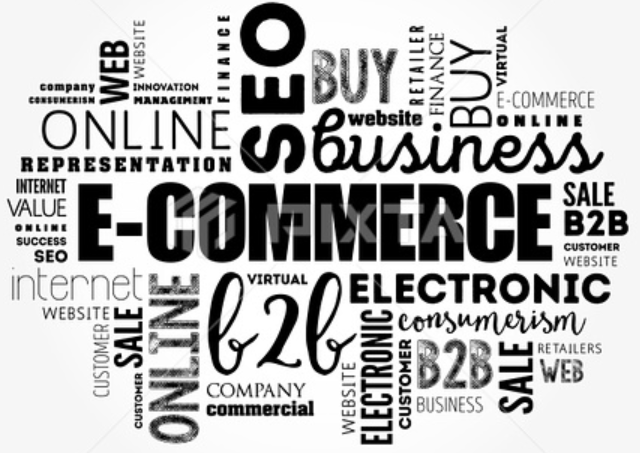 company
CONSUMERISM
WEB
WEBSITE
INNOVATION
MANAGEMENT
FINANCE
SEO
BUY
RETAILER
FINANCE
BUY
VIRTUAL
website
E-COMMERCE
ONLINE
ONLINE
REPRESENTATION
business
INTERNET
VALUE
ONLINE
SUCCESS
SEO
E-COMMERCE
PIXTA
SALE
B2B
CUSTOMER
WEBSITE
internet
WEBSITE
CUSTOMER
SALE
CUSTOMER
ONLINE
b2b
VIRTUAL
COMPANY
commercial
ELECTRONIC
consumerism
WEBSITE
ELECTRONIC
CUSTOMER
B2B
BUSINESS
SALE
RETAILERS
WEB